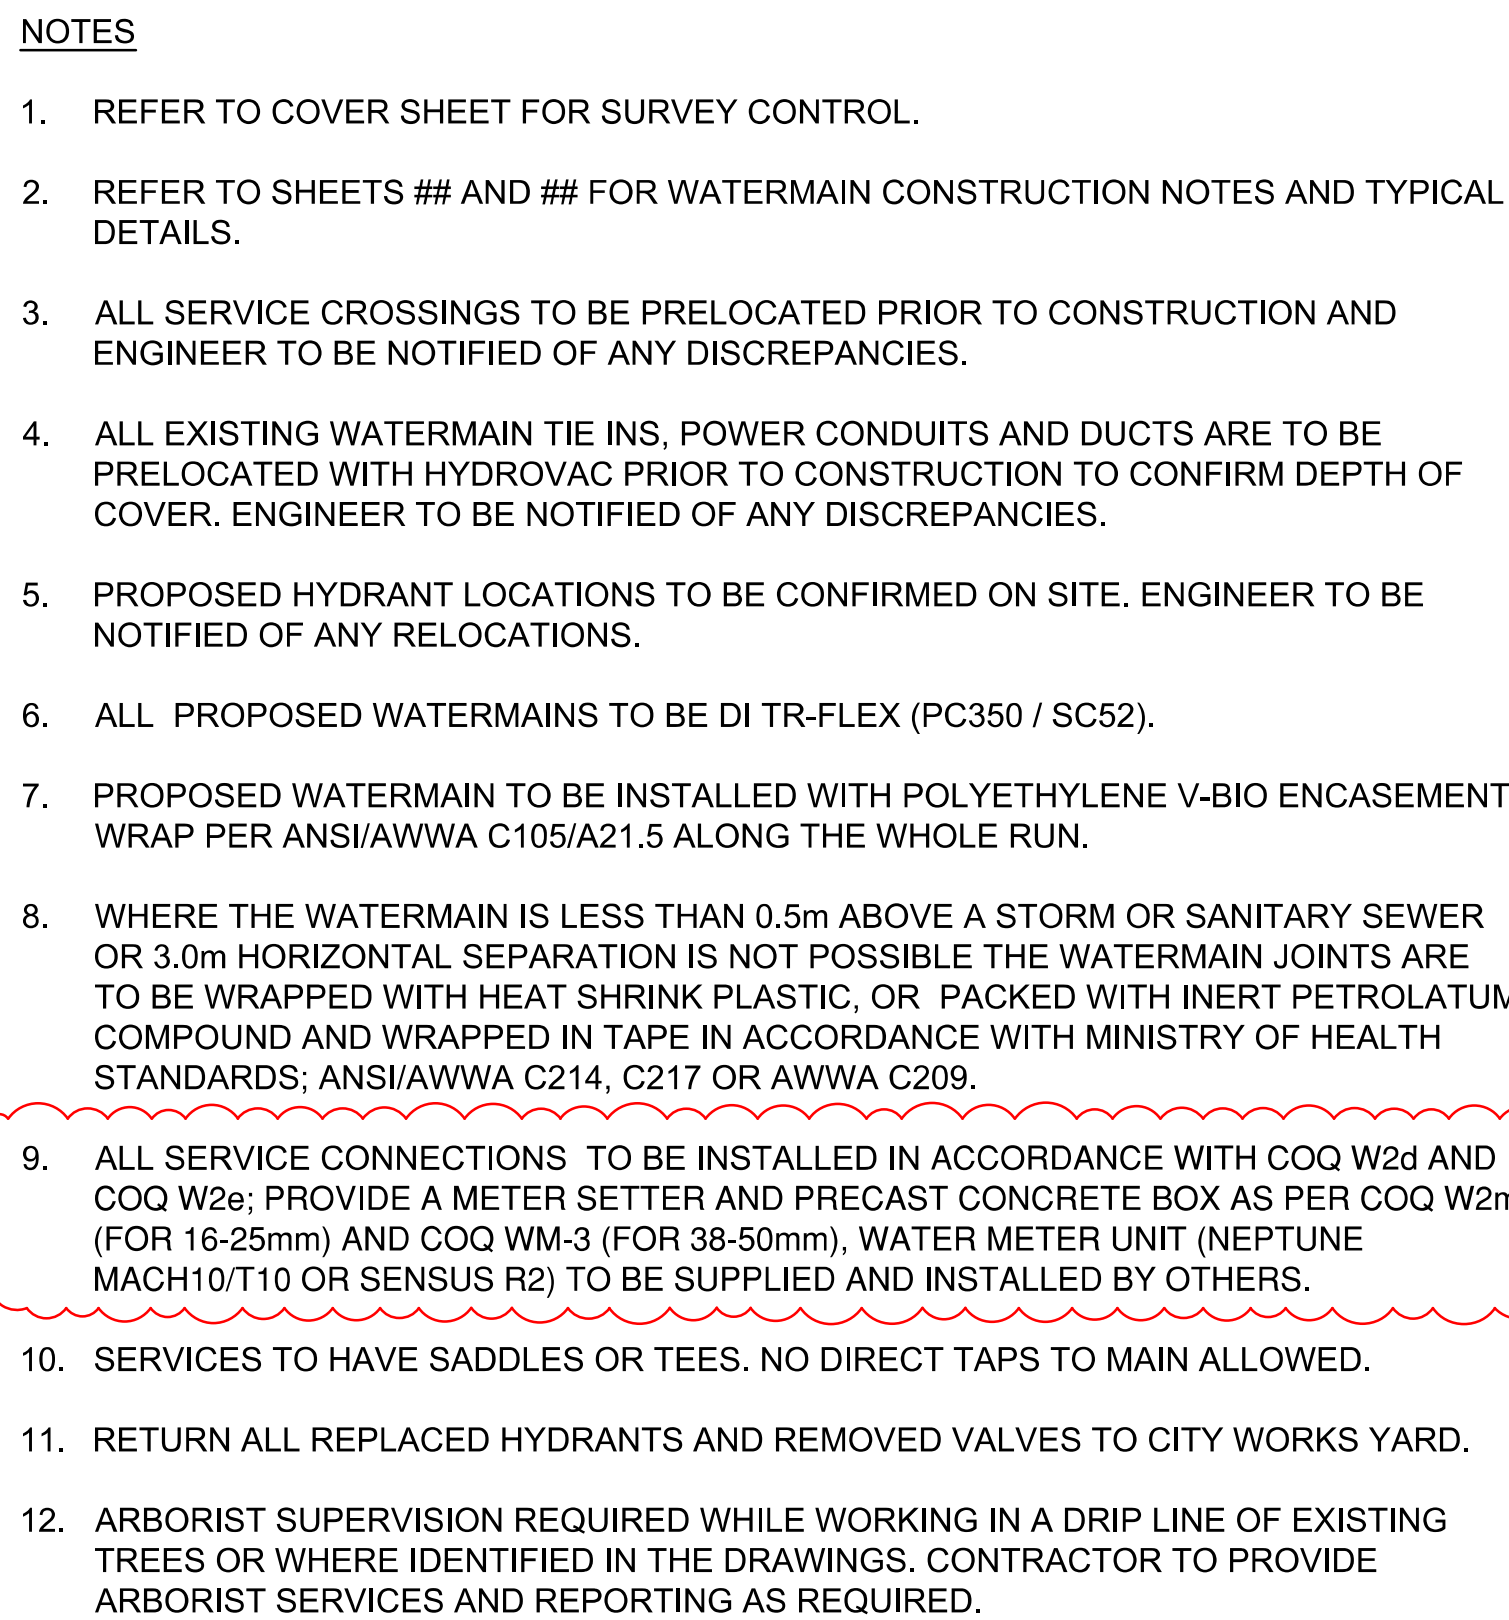 NOTES
1. REFER TO COVER SHEET FOR SURVEY CONTROL.
2. REFER TO SHEETS ## AND ## FOR WATERMAIN CONSTRUCTION NOTES AND TYPICAL
DETAILS.
3. ALL SERVICE CROSSINGS TO BE PRELOCATED PRIOR TO CONSTRUCTION AND
ENGINEER TO BE NOTIFIED OF ANY DISCREPANCIES.
4. ALL EXISTING WATERMAIN TIE INS, POWER CONDUITS AND DUCTS ARE TO BE
PRELOCATED WITH HYDROVAC PRIOR TO CONSTRUCTION TO CONFIRM DEPTH OF
COVER. ENGINEER TO BE NOTIFIED OF ANY DISCREPANCIES.
5. PROPOSED HYDRANT LOCATIONS TO BE CONFIRMED ON SITE. ENGINEER TO BE
NOTIFIED OF ANY RELOCATIONS.
6. ALL PROPOSED WATERMAINS TO BE DI TR-FLEX (PC350 / SC52).
7. PROPOSED WATERMAIN TO BE INSTALLED WITH POLYETHYLENE V-BIO ENCASEMENT
WRAP PER ANSI/AWWA C105/A21.5 ALONG THE WHOLE RUN.
8. WHERE THE WATERMAIN IS LESS THAN 0.5m ABOVE A STORM OR SANITARY SEWER
OR 3.0m HORIZONTAL SEPARATION IS NOT POSSIBLE THE WATERMAIN JOINTS ARE
TO BE WRAPPED WITH HEAT SHRINK PLASTIC, OR PACKED WITH INERT PETROLATUM
COMPOUND AND WRAPPED IN TAPE IN ACCORDANCE WITH MINISTRY OF HEALTH
STANDARDS; ANSI/AWWA C214, C217 OR AWWA C209.
9. ALL SERVICE CONNECTIONS TO BE INSTALLED IN ACCORDANCE WITH COQ W2d AND
COQ W2e; PROVIDE A METER SETTER AND PRECAST CONCRETE BOX AS PER COQ W2m
(FOR 16-25mm) AND COQ WM-3 (FOR 38-50mm), WATER METER UNIT (NEPTUNE
MACH10/T10 OR SENSUS R2) TO BE SUPPLIED AND INSTALLED BY OTHERS.
10. SERVICES TO HAVE SADDLES OR TEES. NO DIRECT TAPS TO MAIN ALLOWED.
11. RETURN ALL REPLACED HYDRANTS AND REMOVED VALVES TO CITY WORKS YARD.
12. ARBORIST SUPERVISION REQUIRED WHILE WORKING IN A DRIP LINE OF EXISTING
TREES OR WHERE IDENTIFIED IN THE DRAWINGS. CONTRACTOR TO PROVIDE
ARBORIST SERVICES AND REPORTING AS REQUIRED.